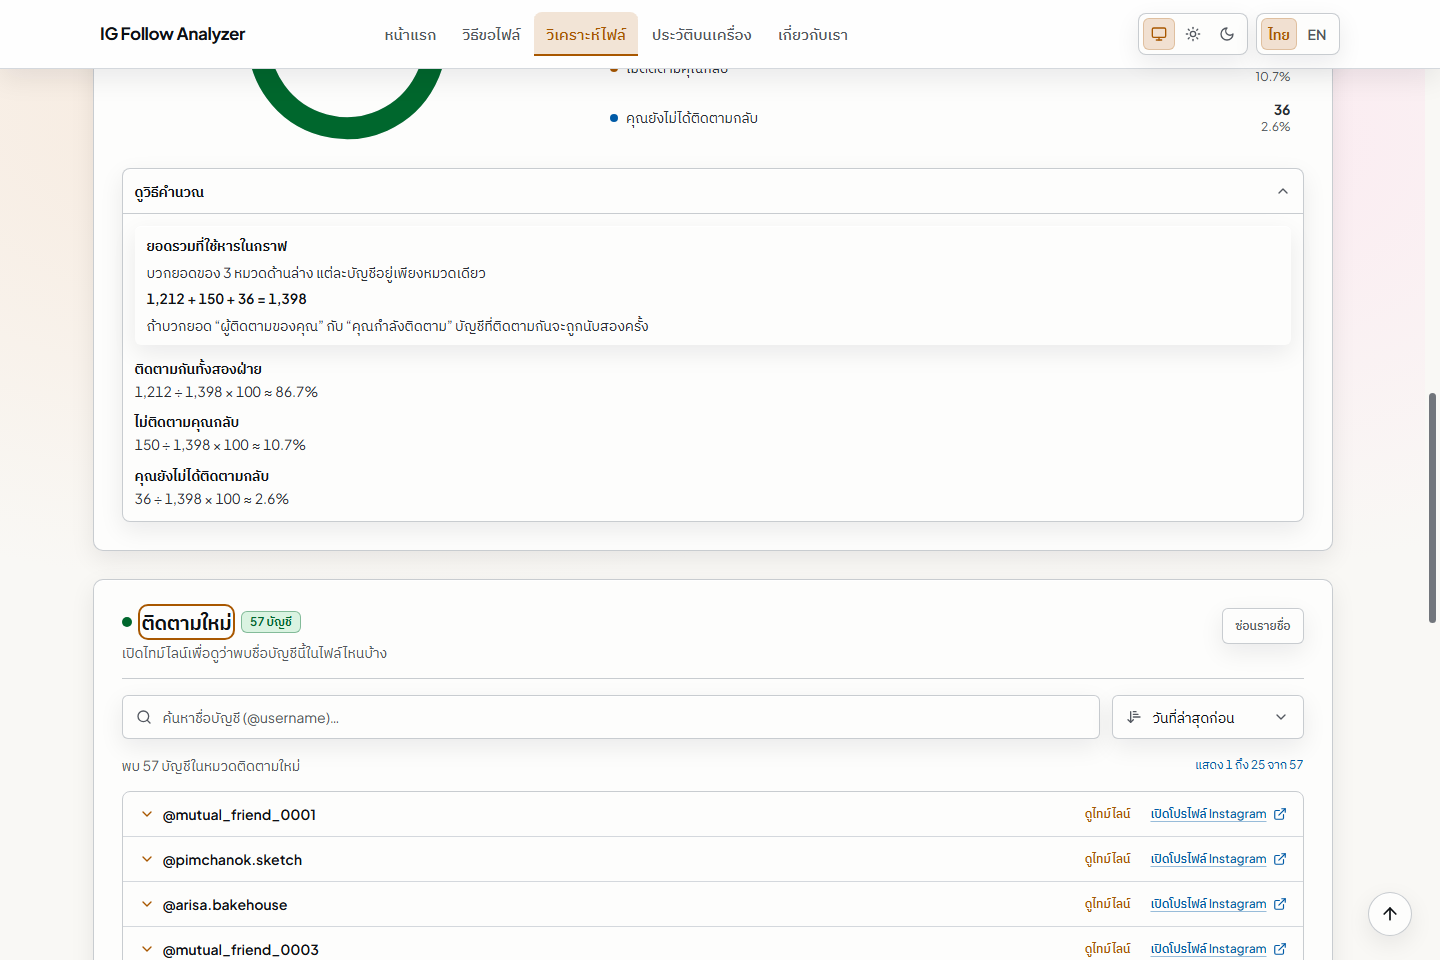 IG Follow Analyzer
หน้าแรก
วิธีขอไฟล์
วิเคราะห์ไฟล์
ประวัติบนเครื่อง
เกี่ยวกับเรา
ไทย
EN
ไม่ติดตามคุณกลับ
10.7%
คุณยังไม่ได้ติดตามกลับ
36
2.6%
ดูวิธีคำนวณ
ยอดรวมที่ใช้หารในกราฟ
บวกยอดของ 3 หมวดด้านล่าง แต่ละบัญชีอยู่เพียงหมวดเดียว
1,212 + 150 + 36 = 1,398
ถ้าบวกยอด “ผู้ติดตามของคุณ” กับ “คุณกำลังติดตาม” บัญชีที่ติดตามกันจะถูกนับสองครั้ง
ติดตามกันทั้งสองฝ่าย
1,212 ÷ 1,398 × 100 ≈ 86.7%
ไม่ติดตามคุณกลับ
150 ÷ 1,398 × 100 ≈ 10.7%
คุณยังไม่ได้ติดตามกลับ
36 ÷ 1,398 × 100 ≈ 2.6%
ติดตามใหม่
57 บัญชี
ซ่อนรายชื่อ
เปิดไทม์ไลน์เพื่อดูว่าพบชื่อบัญชีนี้ในไฟล์ไหนบ้าง
ค้นหาชื่อบัญชี (@username)...
วันที่ล่าสุดก่อน
พบ 57 บัญชีในหมวดติดตามใหม่
แสดง 1 ถึง 25 จาก 57
@mutual_friend_0001
ดูไทม์ไลน์
เปิดโปรไฟล์ Instagram
@pimchanok.sketch
ดูไทม์ไลน์
เปิดโปรไฟล์ Instagram
@arisa.bakehouse
ดูไทม์ไลน์
เปิดโปรไฟล์ Instagram
@mutual_friend_0003
ดูไทม์ไลน์
เปิดโปรไฟล์ Instagram